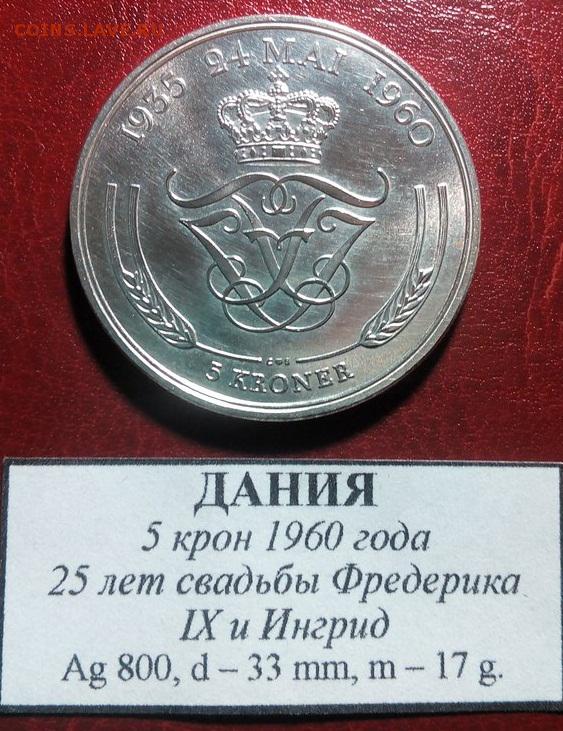 COINS.LAVE.RU
1935 24 MAI 1960
5 KRONER
ДАНИЯ
5 крон 1960 года
25 лет свадьбы Фредерика
IX и Ингрид
Ag 800, d – 33 mm, m – 17 g.